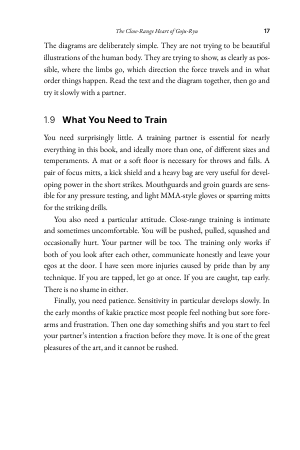 The Close-Range Heart of Goju-Ryu 17
The diagrams are deliberately simple. They are not trying to be beautiful
illustrations of the human body. They are trying to show, as clearly as pos-
sible, where the limbs go, which direction the force travels and in what
order things happen. Read the text and the diagram together, then go and
try it slowly with a partner.
1.9 What You Need to Train
You need surprisingly little. A training partner is essential for nearly
everything in this book, and ideally more than one, of different sizes and
temperaments. A mat or a soft floor is necessary for throws and falls. A
pair of focus mitts, a kick shield and a heavy bag are very useful for devel-
oping power in the short strikes. Mouthguards and groin guards are sens-
ible for any pressure testing, and light MMA-style gloves or sparring mitts
for the striking drills.
You also need a particular attitude. Close-range training is intimate
and sometimes uncomfortable. You will be pushed, pulled, squashed and
occasionally hurt. Your partner will be too. The training only works if
both of you look after each other, communicate honestly and leave your
egos at the door. I have seen more injuries caused by pride than by any
technique. If you are tapped, let go at once. If you are caught, tap early.
There is no shame in either.
Finally, you need patience. Sensitivity in particular develops slowly. In
the early months of kakie practice most people feel nothing but sore fore-
arms and frustration. Then one day something shifts and you start to feel
your partner's intention a fraction before they move. It is one of the great
pleasures of the art, and it cannot be rushed.